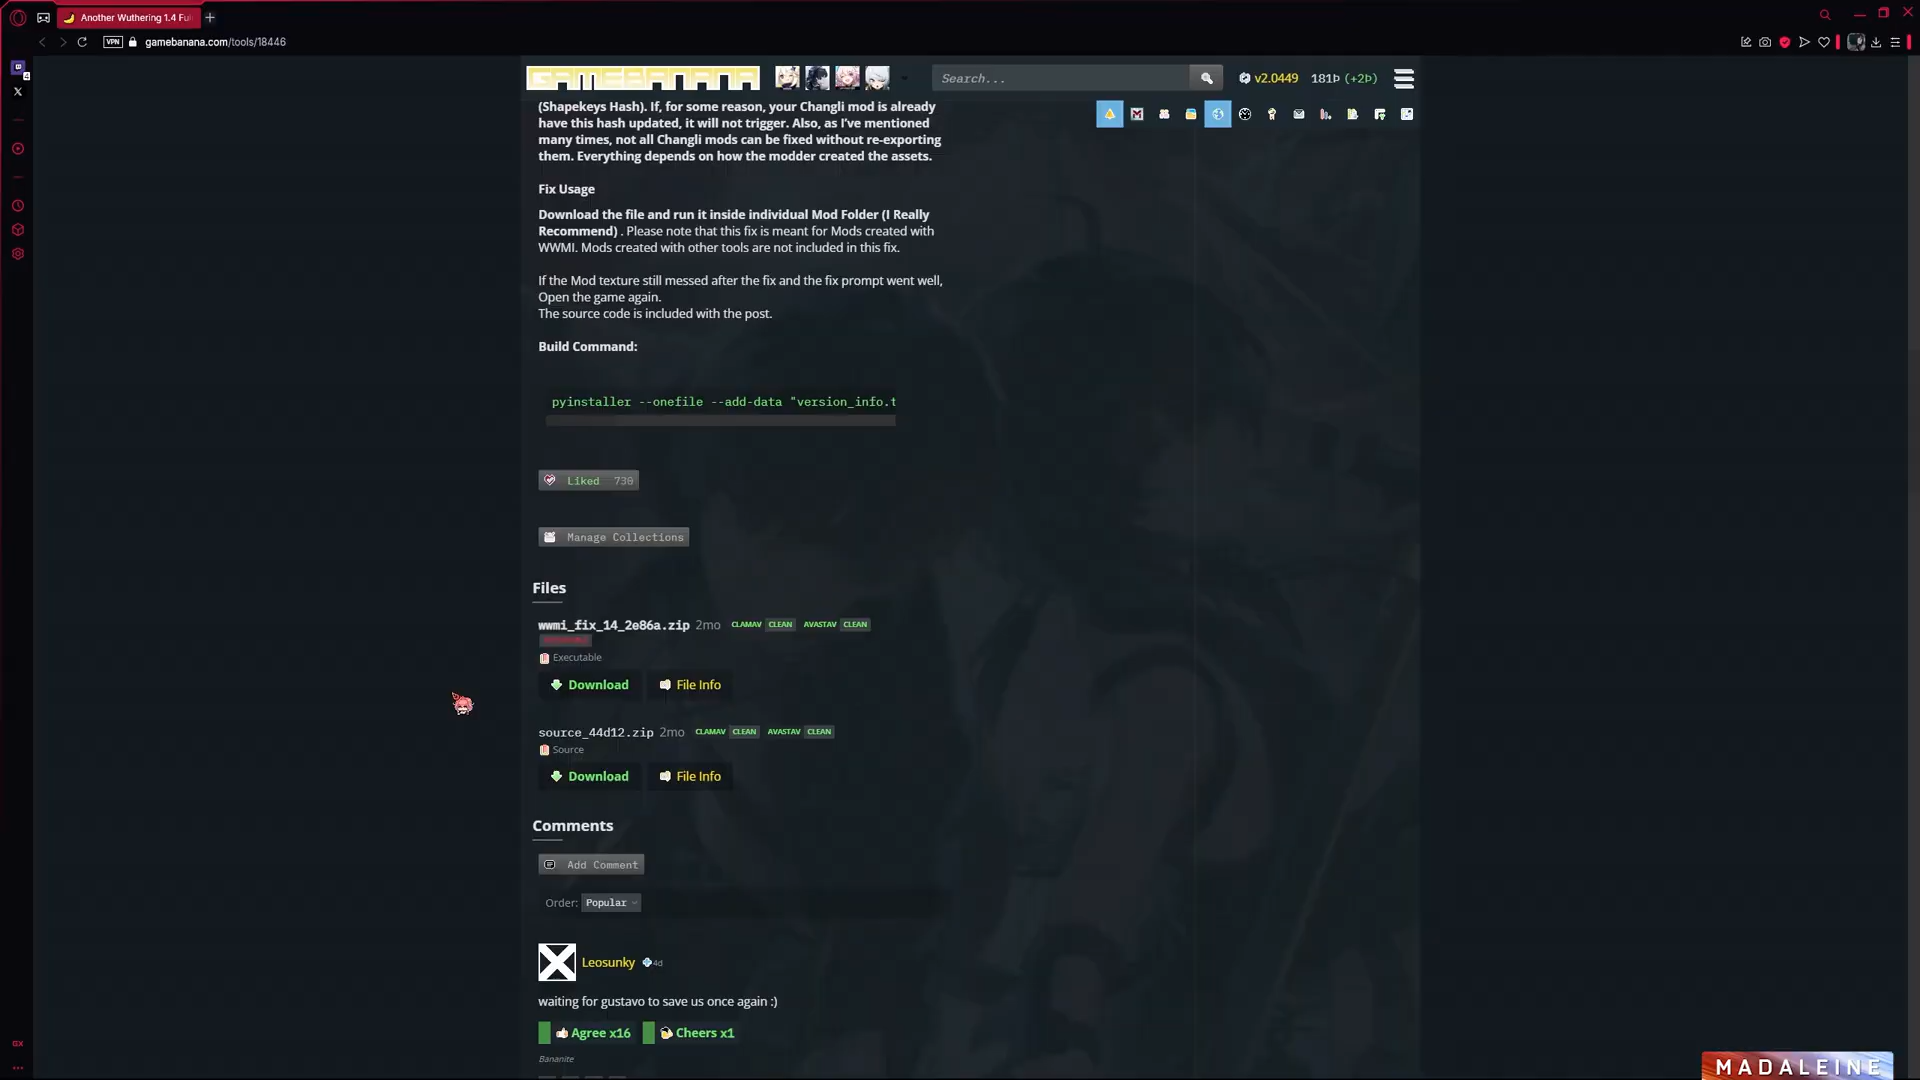 Another Wuthering 1.4 Ful
VPN
gamebanana.com/tools/18446
4
X
GAMEBANANA
Search...
v2.0449
181Þ (+2Þ)
(Shapekeys Hash). If, for some reason, your Changli mod is already
have this hash updated, it will not trigger. Also, as I've mentioned
many times, not all Changli mods can be fixed without re-exporting
them. Everything depends on how the modder created the assets.
Fix Usage
Download the file and run it inside individual Mod Folder (I Really
Recommend) . Please note that this fix is meant for Mods created with
WWMI. Mods created with other tools are not included in this fix.
If the Mod texture still messed after the fix and the fix prompt went well,
Open the game again.
The source code is included with the post.
Build Command:
pyinstaller --onefile --add-data "version_info.t
Liked 730
Manage Collections
Files
wwmi_fix_14_2e86a.zip 2mo CLAMAV CLEAN AVASTAV CLEAN
Executable
Download File Info
source_44d12.zip 2mo CLAMAV CLEAN AVASTAV CLEAN
Source
Download File Info
Comments
Add Comment
Order: Popular
Leosunky 4d
waiting for gustavo to save us once again :)
Agree x16 Cheers x1
Bananite
GX
MADALEINE